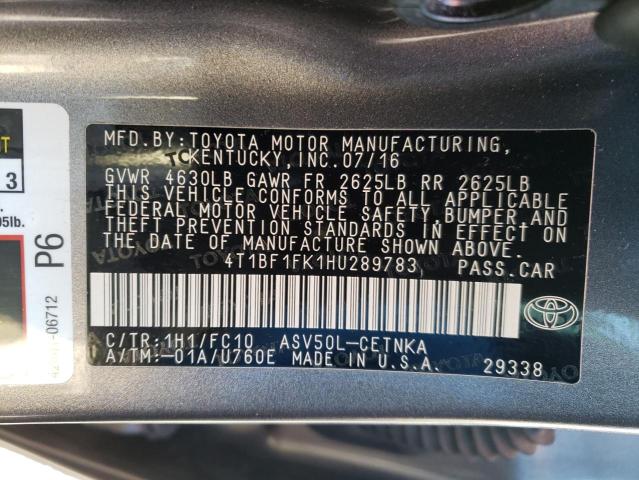 MFD.BY:TOYOTA MOTOR MANUFACTURING,
KENTUCKY,INC.07/16
GVWR 4630LB GAWR FR 2625LB RR 2625LB
THIS VEHICLE CONFORMS TO ALL APPLICABLE
FEDERAL MOTOR VEHICLE SAFETY,BUMPER,AND
THEFT PREVENTION STANDARDS IN EFFECT ON
THE DATE OF MANUFACTURE SHOWN ABOVE.
4T1BF1FK1HU289783 PASS.CAR
C/TR:1H1/FC10 ASV50L-CETNKA
A/TM:-01A/U760E MADE IN U.S.A. 29338
3
5lb.
P6
-06712